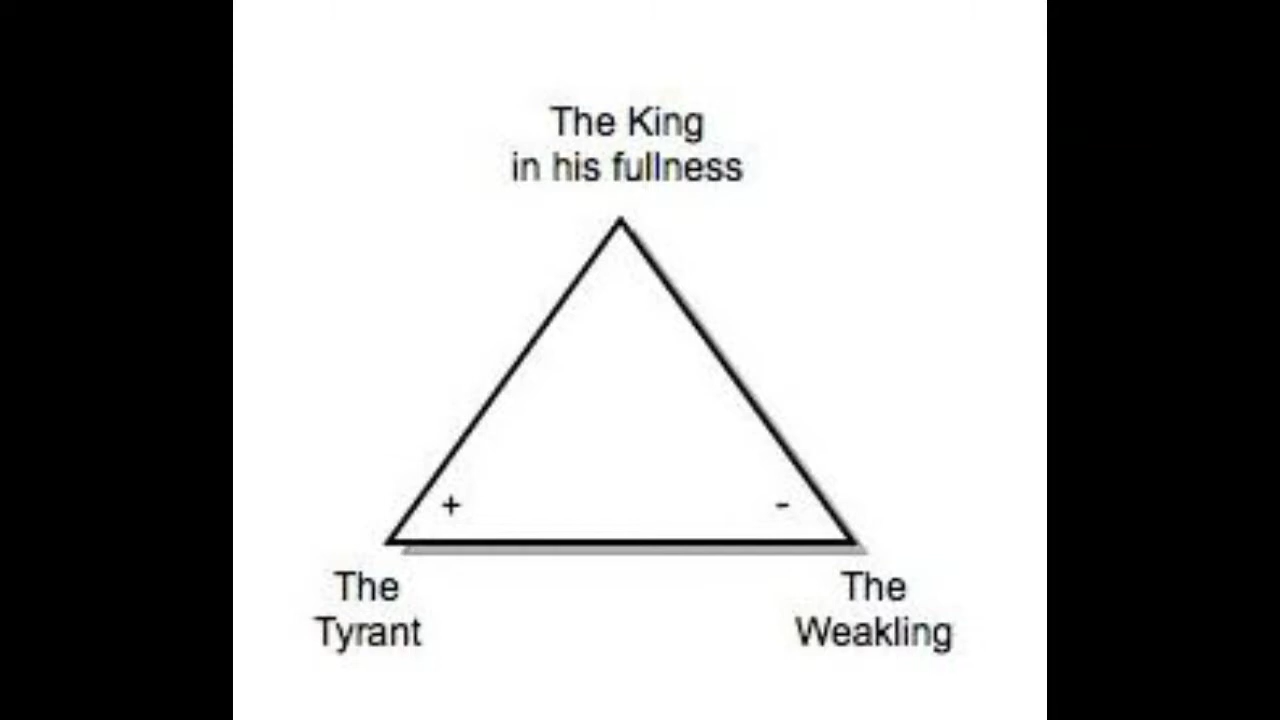 The King
in his fullness
+
-
The
Tyrant
The
Weakling